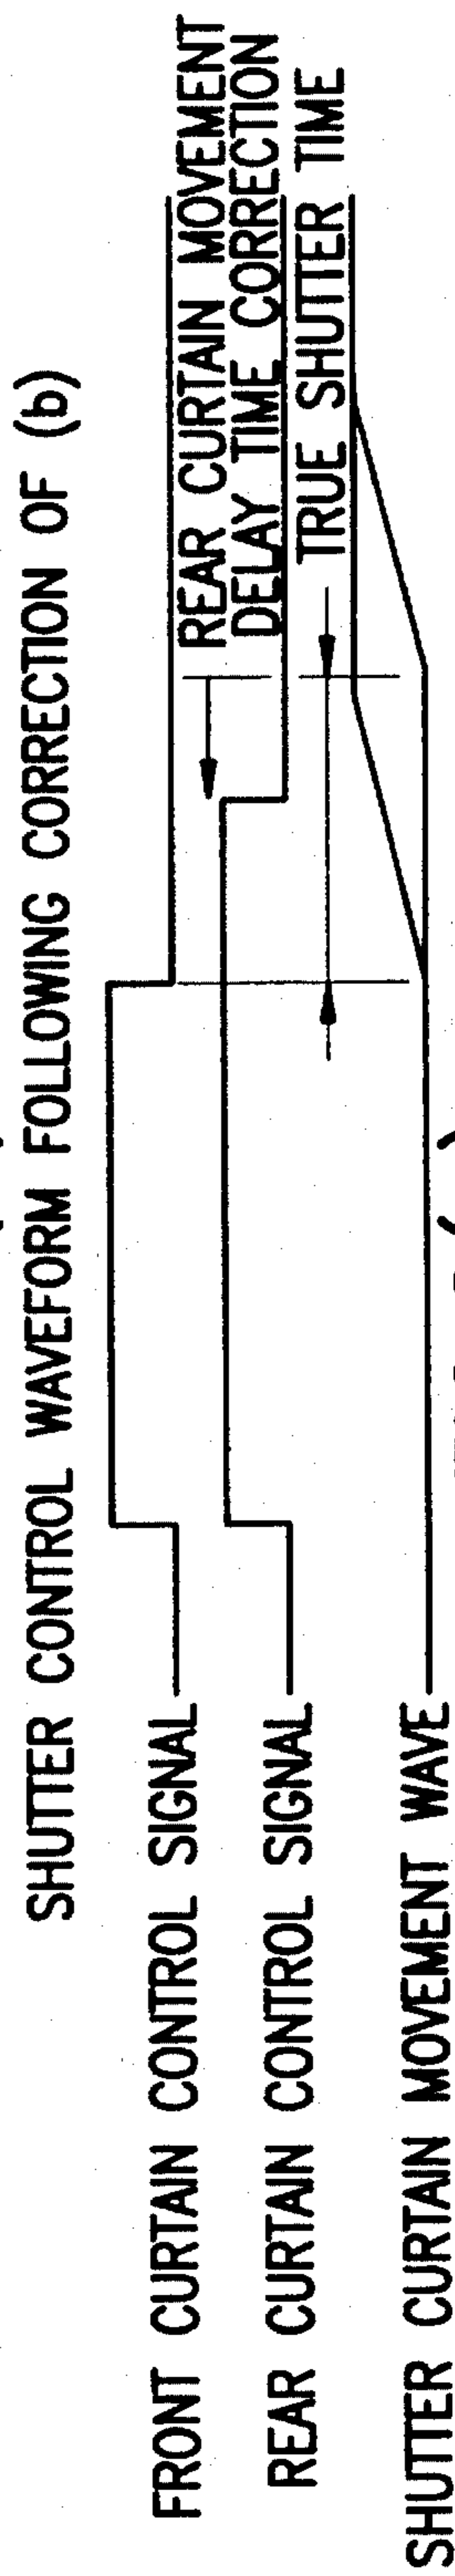 SHUTTER CONTROL WAVEFORM FOLLOWING CORRECTION OF (b)
FRONT CURTAIN CONTROL SIGNAL
REAR CURTAIN MOVEMENT
DELAY TIME CORRECTION
REAR CURTAIN CONTROL SIGNAL
TRUE SHUTTER TIME
SHUTTER CURTAIN MOVEMENT WAVE